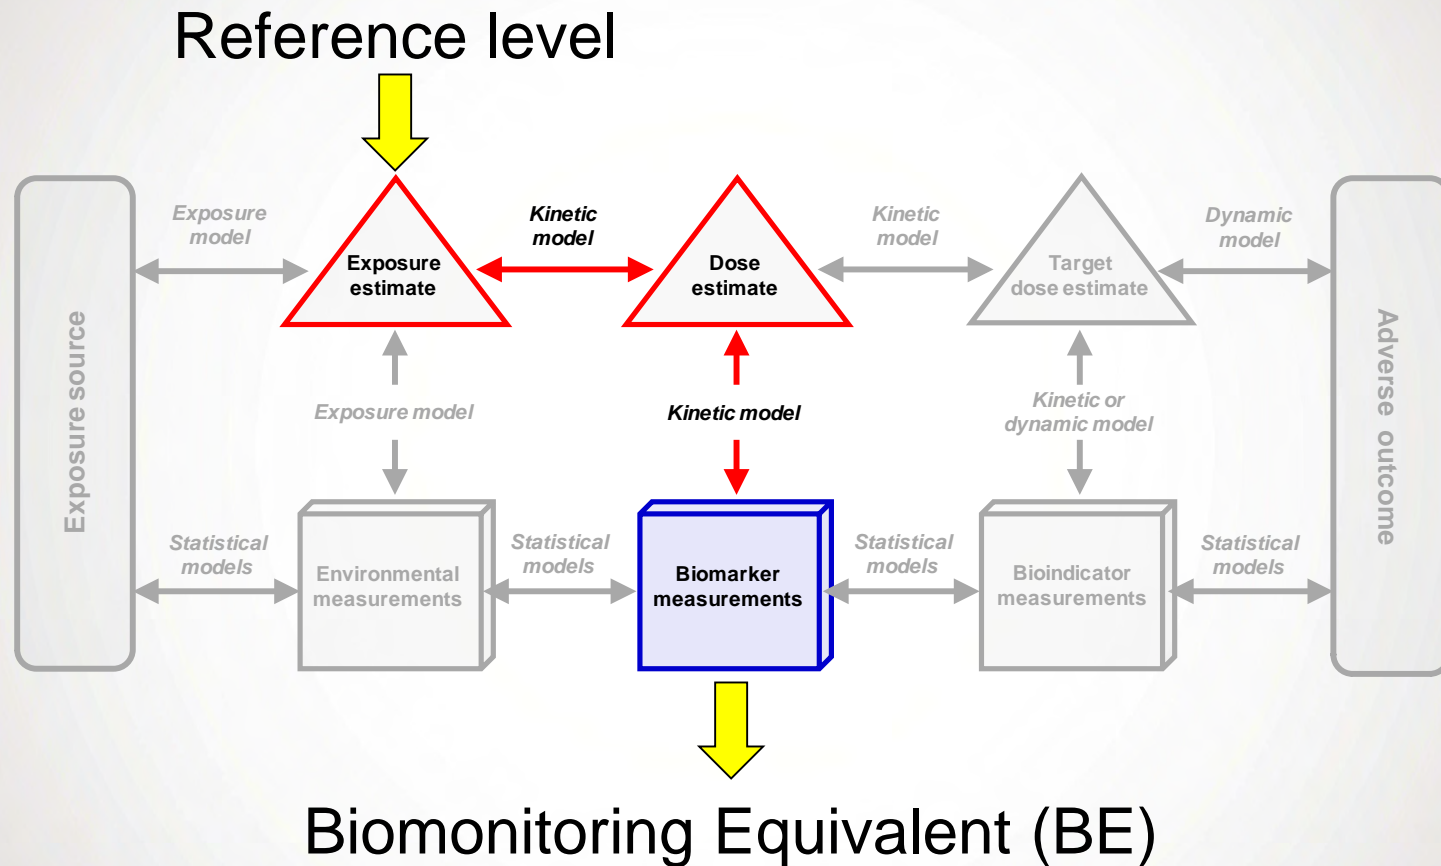 Reference level
Exposure
model
Kinetic
model
Kinetic
model
Dynamic
model
Exposure
estimate
Dose
estimate
Target
dose estimate
Exposure source
Adverse outcome
Exposure model
Kinetic model
Kinetic or
dynamic model
Statistical
models
Statistical
models
Statistical
models
Statistical
models
Environmental
measurements
Biomarker
measurements
Bioindicator
measurements
Biomonitoring Equivalent (BE)